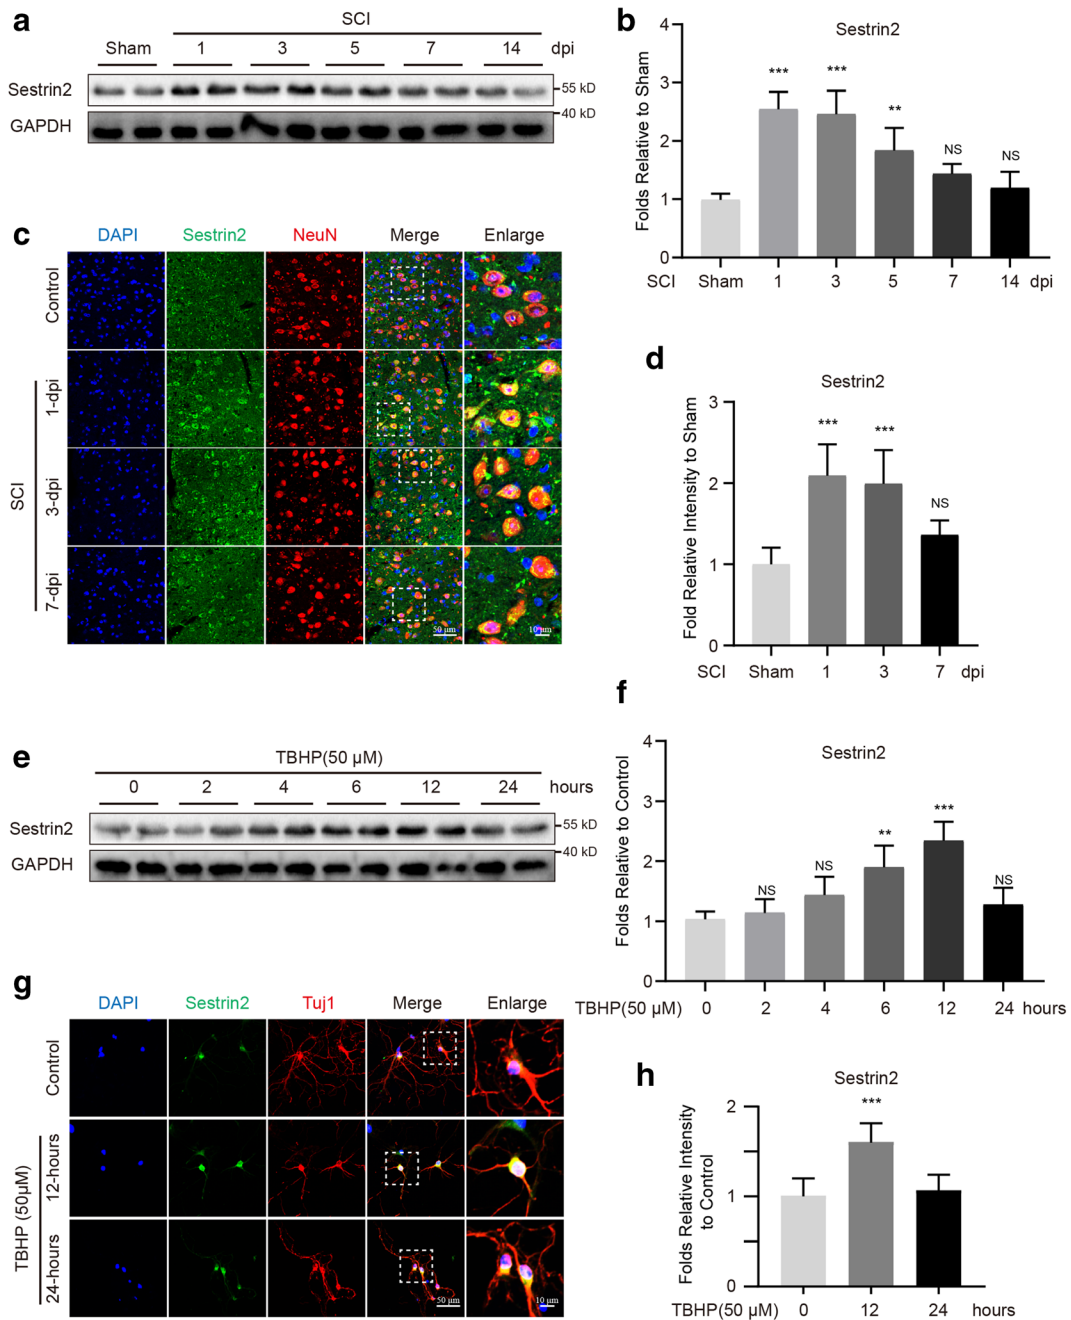 a
SCI
Sham 1 3 5 7 14 dpi
Sestrin2
55 kD
40 kD
GAPDH
b
Sestrin2
Folds Relative to Sham
4
3
2
1
0
***
***
**
NS
NS
SCI Sham 1 3 5 7 14 dpi
c
DAPI Sestrin2 NeuN Merge Enlarge
Control
SCI
1-dpi
3-dpi
7-dpi
50 μm
10 μm
d
Sestrin2
Fold Relative Intensity to Sham
3
2
1
0
***
***
NS
SCI Sham 1 3 7 dpi
e
TBHP(50 μM)
0 2 4 6 12 24 hours
Sestrin2
55 kD
40 kD
GAPDH
f
Sestrin2
Folds Relative to Control
4
3
2
1
0
NS
NS
**
***
NS
TBHP(50 μM) 0 2 4 6 12 24 hours
g
DAPI Sestrin2 Tuj1 Merge Enlarge
Control
TBHP (50μM)
12-hours
24-hours
50 μm
10 μm
h
Sestrin2
Folds Relative Intensity
to Control
2
1
0
***
TBHP(50 μM) 0 12 24 hours